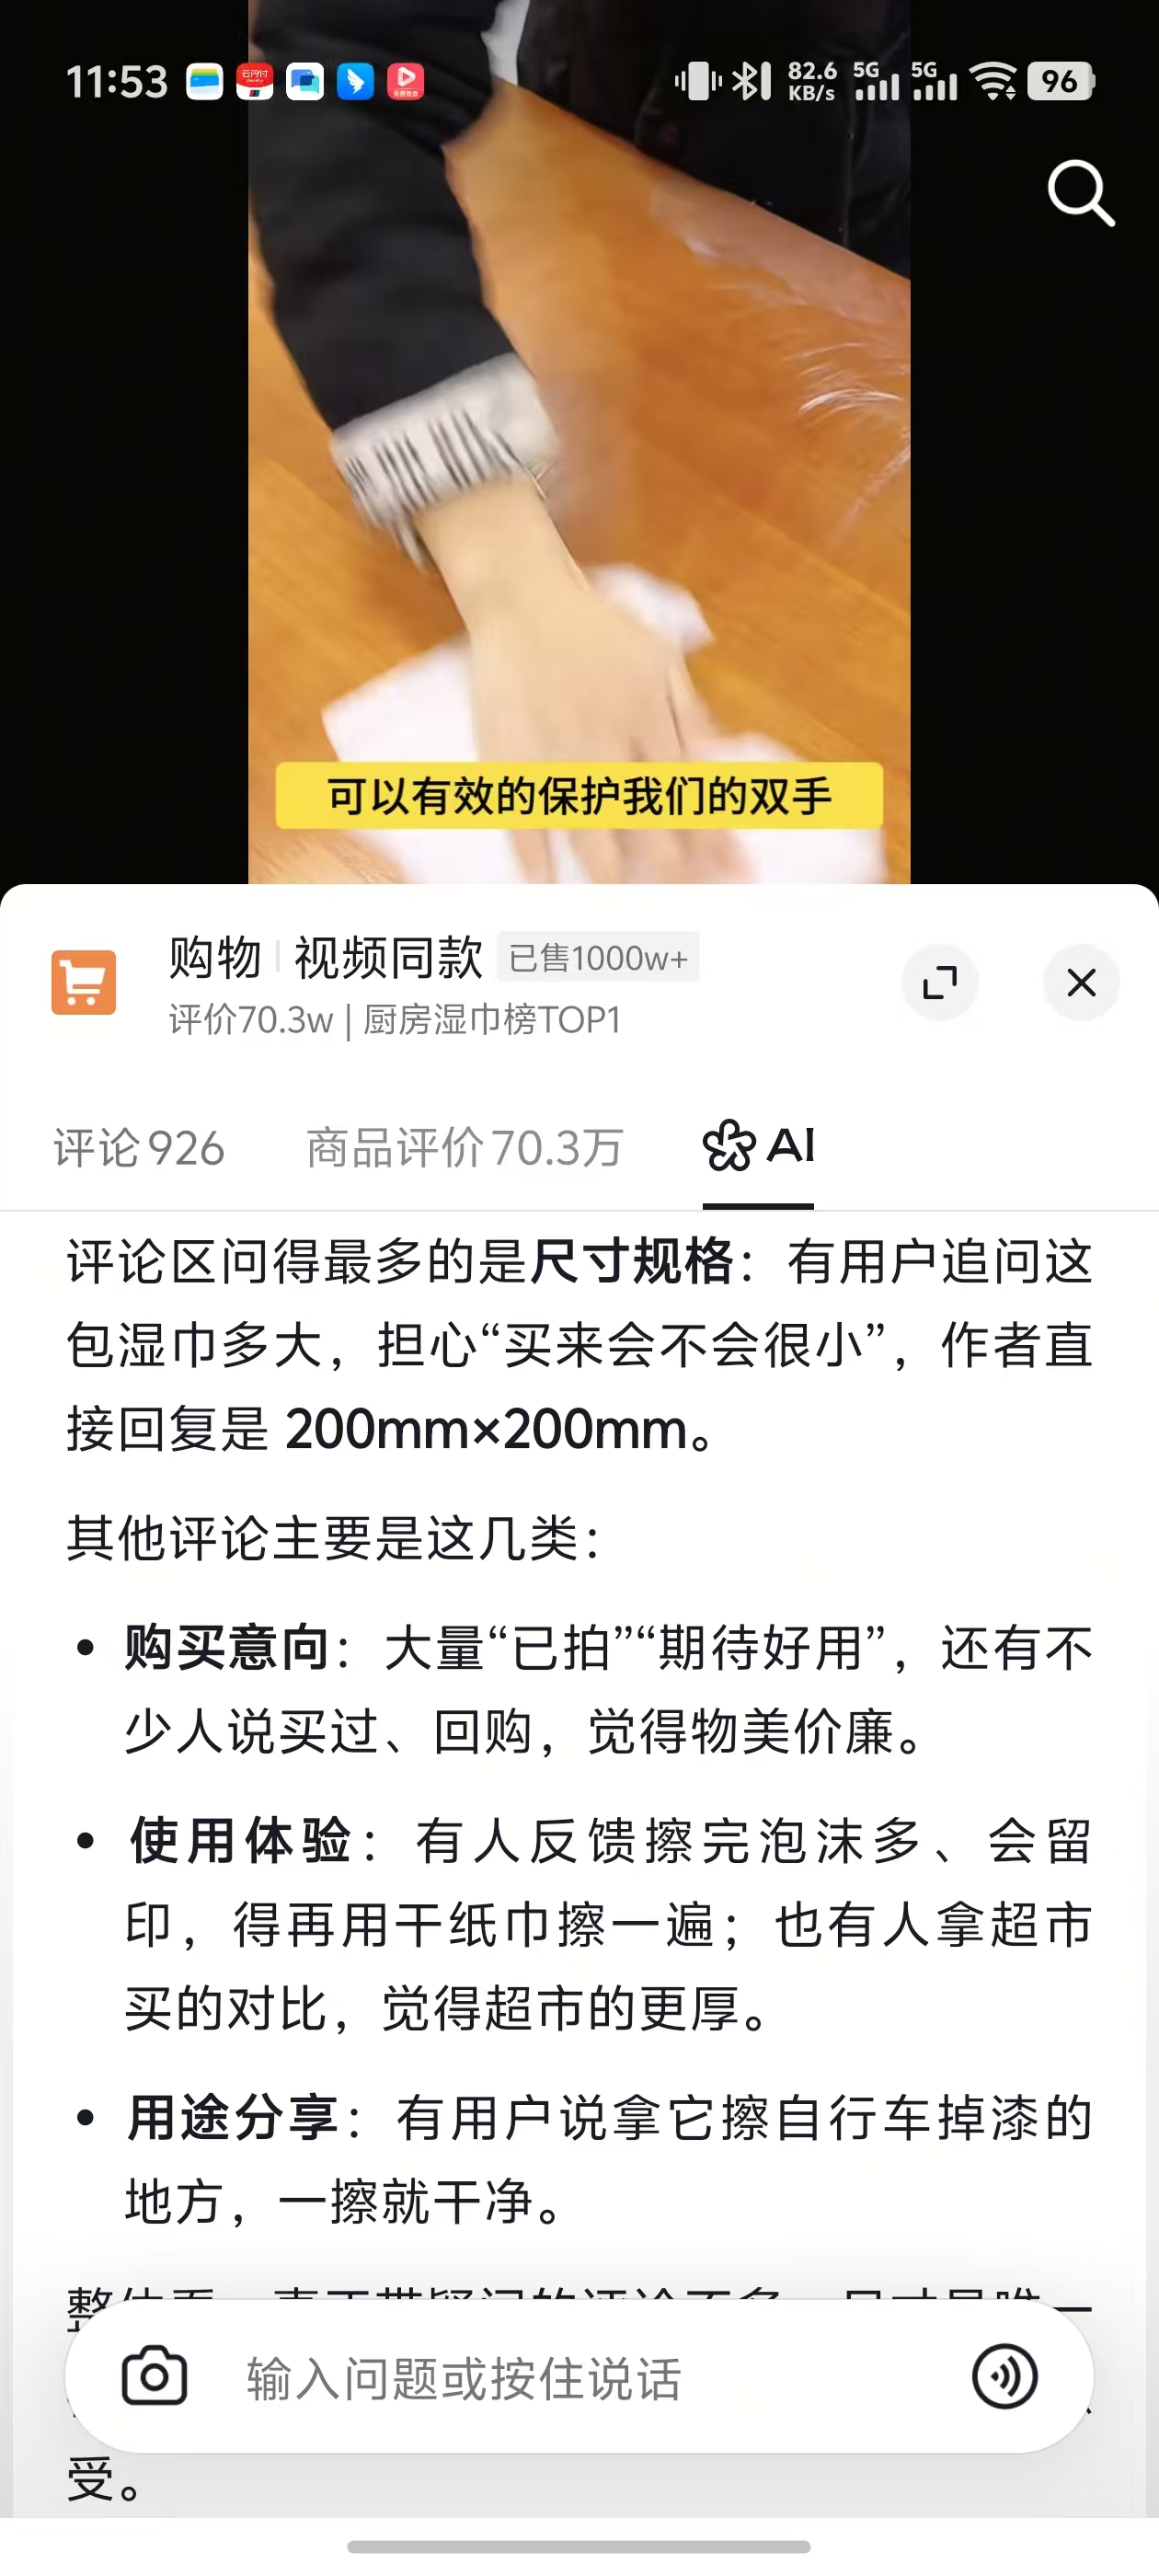 11:53
82.6
KB/s
5G
5G
96
可以有效的保护我们的双手
购物 视频同款 已售1000w+
评价70.3w | 厨房湿巾榜TOP1
评论926 商品评价70.3万 AI
评论区问得最多的是尺寸规格：有用户追问这
包湿巾多大，担心“买来会不会很小”，作者直
接回复是 200mm×200mm。
其他评论主要是这几类：
• 购买意向：大量“已拍”“期待好用”，还有不
少人说买过、回购，觉得物美价廉。
• 使用体验：有人反馈擦完泡沫多、会留
印，得再用干纸巾擦一遍；也有人拿超市
买的对比，觉得超市的更厚。
• 用途分享：有用户说拿它擦自行车掉漆的
地方，一擦就干净。
输入问题或按住说话
受。